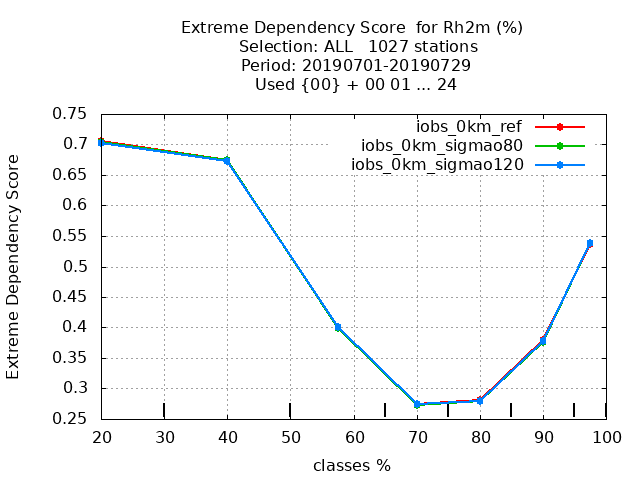 Extreme Dependency Score  for Rh2m (%)
Selection: ALL   1027 stations
Period: 20190701-20190729
Used {00} + 00 01 ... 24
iobs_0km_ref
iobs_0km_sigmao80
iobs_0km_sigmao120
Extreme Dependency Score
0.75
0.7
0.65
0.6
0.55
0.5
0.45
0.4
0.35
0.3
0.25
20 30 40 50 60 70 80 90 100
classes %